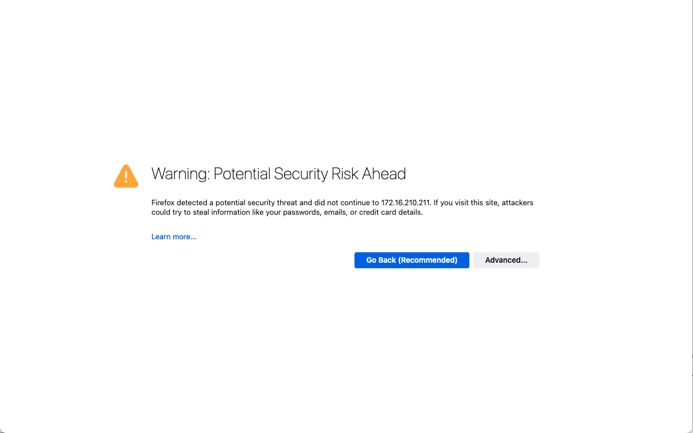 Warning: Potential Security Risk Ahead
Firefox detected a potential security threat and did not continue to 172.16.210.211. If you visit this site, attackers
could try to steal information like your passwords, emails, or credit card details.
Learn more...
Go Back (Recommended)
Advanced...